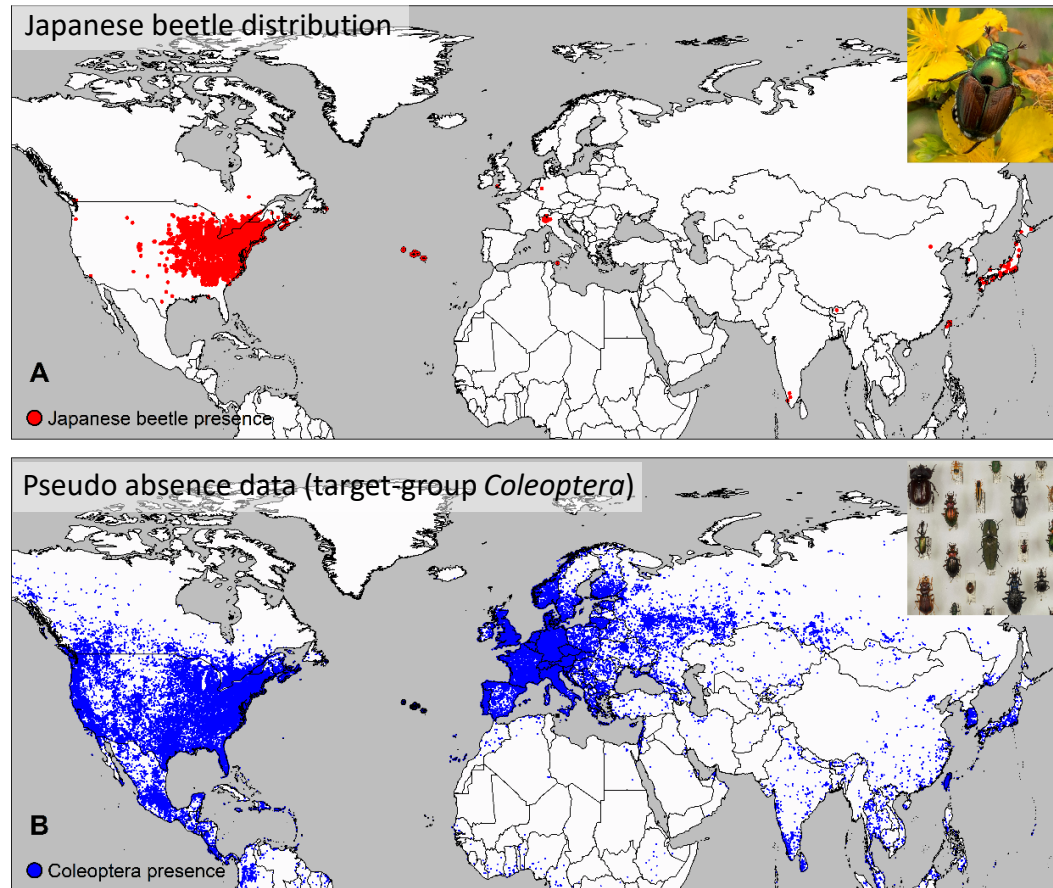 Japanese beetle distribution
A
Japanese beetle presence
Pseudo absence data (target-group Coleoptera)
B
Coleoptera presence